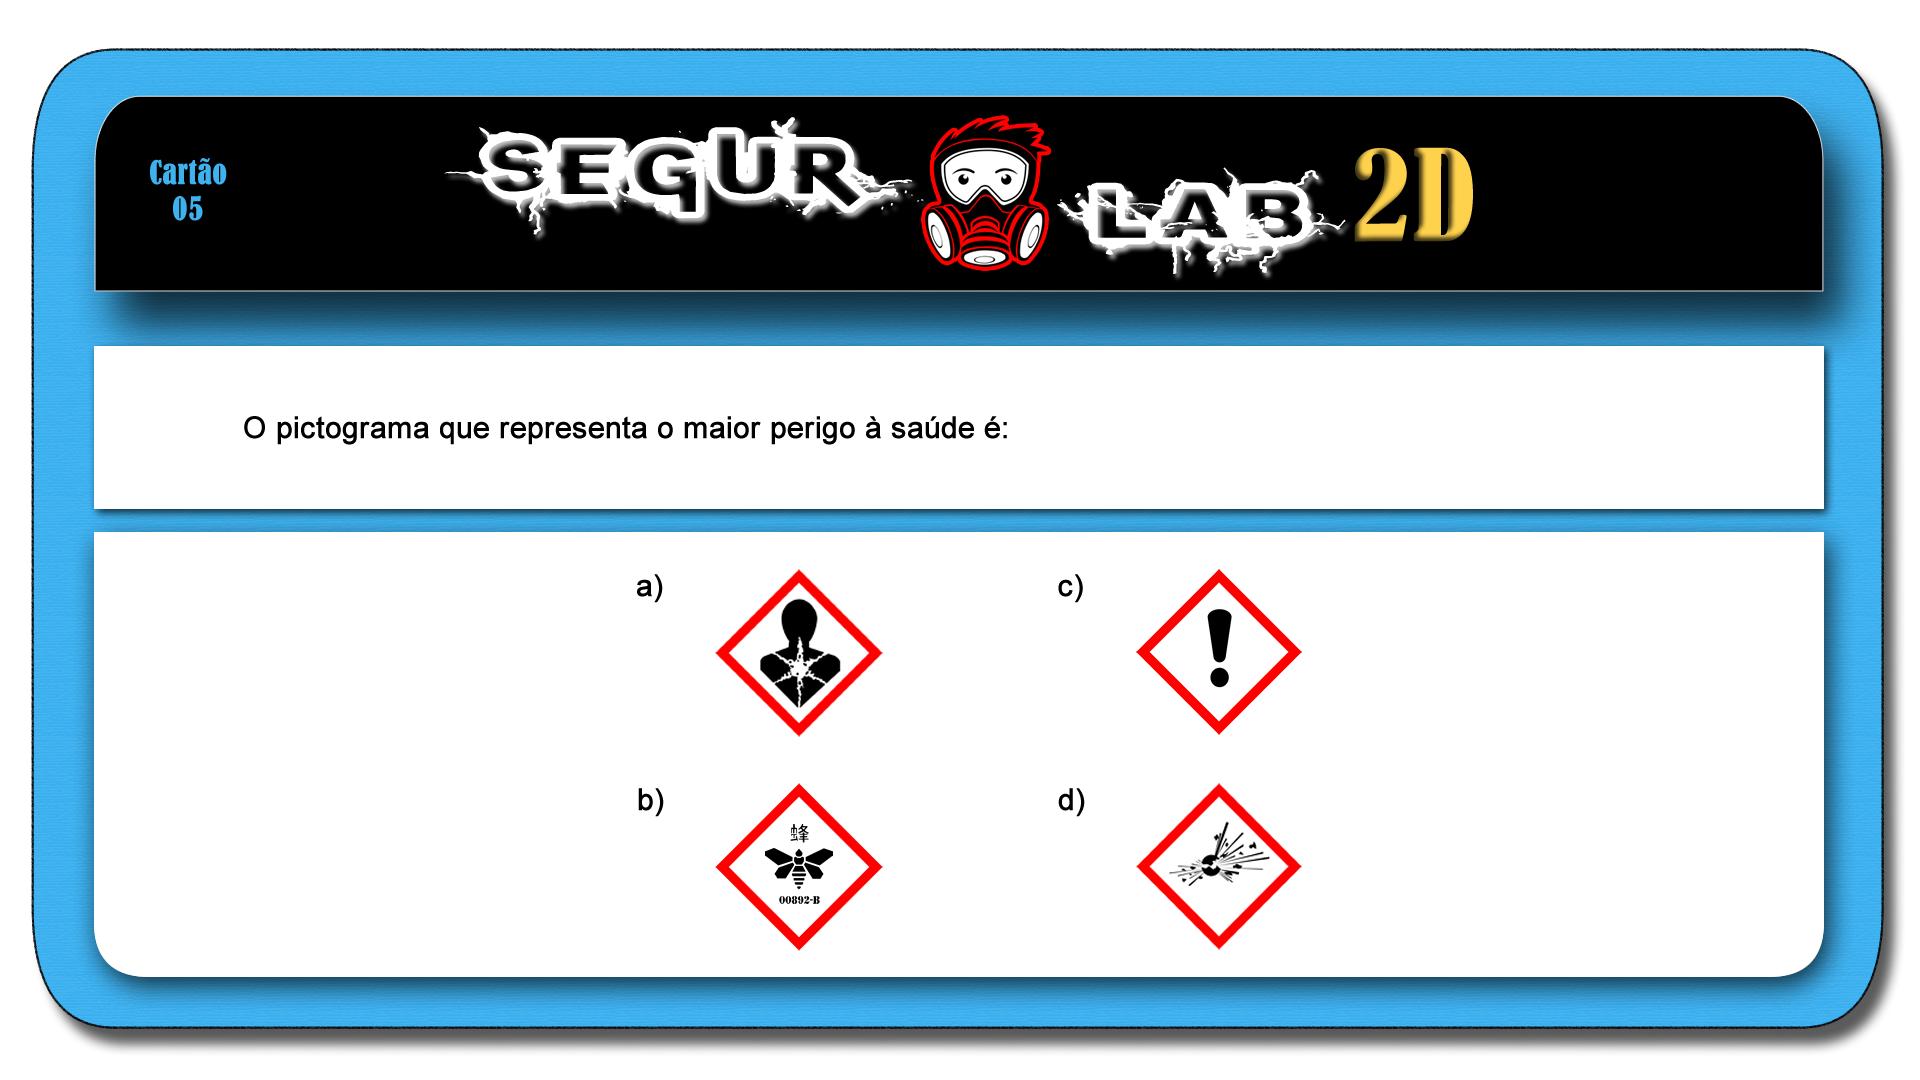 Cartão
05
SEGUR LAB 2D
O pictograma que representa o maior perigo à saúde é:
a)
c)
b)
蜂
00892-B
d)